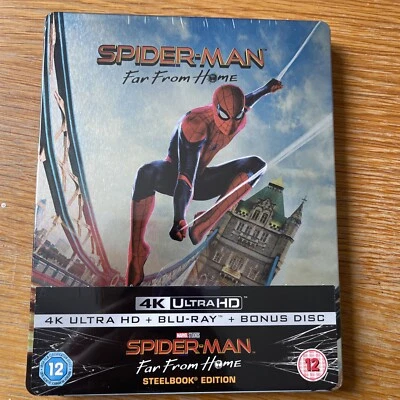 SPIDER-MAN
Far From Home
4K ULTRA HD
4K ULTRA HD + BLU-RAY + BONUS DISC
MARVEL STUDIOS
SPIDER-MAN
Far From Home
STEELBOOK EDITION
12
12